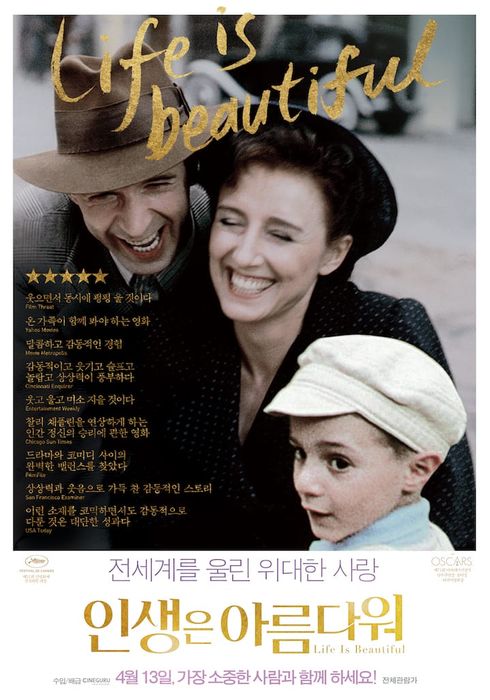 Life is
beautiful
웃으면서 동시에 펑펑 울 것이다
Film Threat
온 가족이 함께 봐야 하는 영화
Yahoo Movies
달콤하고 감동적인 경험
Movie Metropolis
감동적이고 웃기고 슬프고
놀랍고 상상력이 풍부하다
Cincinnati Enquirer
웃고 울고 미소 지을 것이다
Entertainment Weekly
찰리 채플린을 연상하게 하는
인간 정신의 승리에 관한 영화
Chicago Sun Times
드라마와 코미디 사이의
완벽한 밸런스를 찾았다
상상력과 웃음으로 가득 찬 감동적인 스토리
San Francisco Examiner
어린 소재를 코믹하면서도 감동적으로
다룬 것은 대단한 성과다
USA Today
FESTIVAL DE CANNES
OSCARS
전세계를 울린 위대한 사랑
인생은 아름다워
Life Is Beautiful
수입/배급 CINEGURU
4월 13일, 가장 소중한 사람과 함께 하세요!
전체관람가